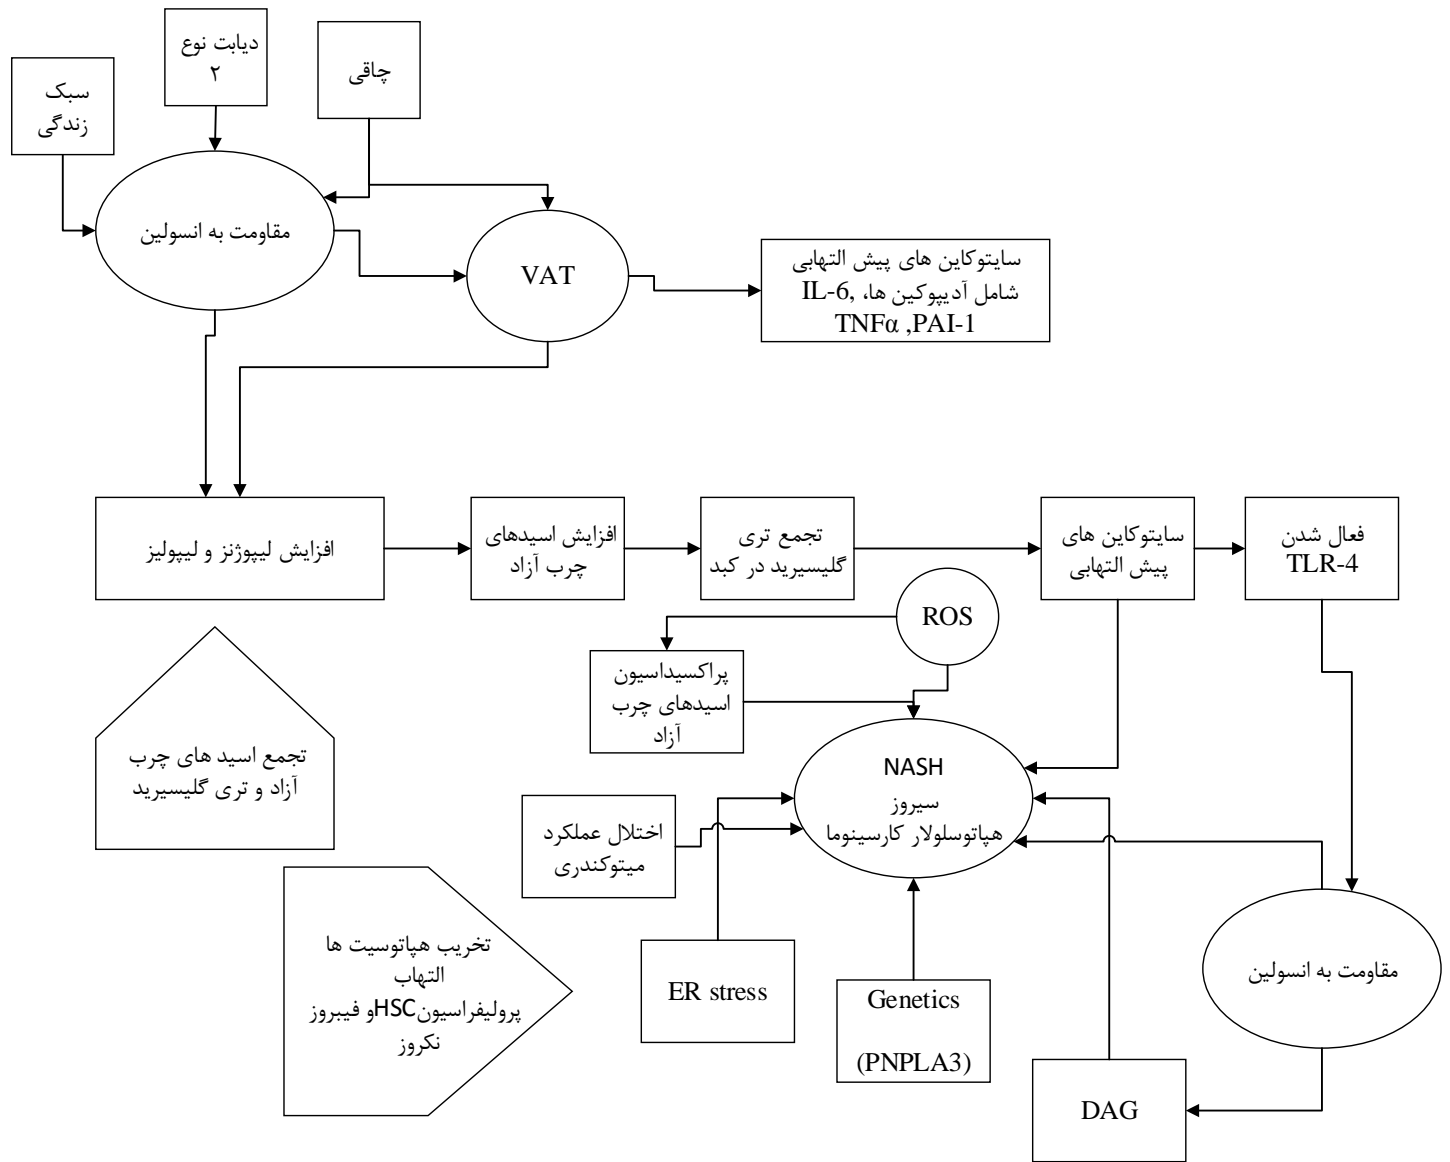 دیابت نوع
۲
چاقی
سبک
زندگی
مقاومت به انسولین
VAT
سایتوکاین های پیش التهابی
شامل آدیپوکین ها، IL-6,
TNFα ,PAI-1
افزایش لیپوژنز و لیپولیز
افزایش اسیدهای
چرب آزاد
تجمع تری
گلیسیرید در کبد
سایتوکاین های
پیش التهابی
فعال شدن
TLR-4
ROS
پراکسیداسیون
اسیدهای چرب
آزاد
تجمع اسید های چرب
آزاد و تری گلیسیرید
NASH
سیروز
هپاتوسلولار کارسینوما
اختلال عملکرد
میتوکندری
تخریب هپاتوسیت ها
التهاب
پرولیفراسیونHSCو فیبروز
نکروز
ER stress
Genetics
(PNPLA3)
مقاومت به انسولین
DAG